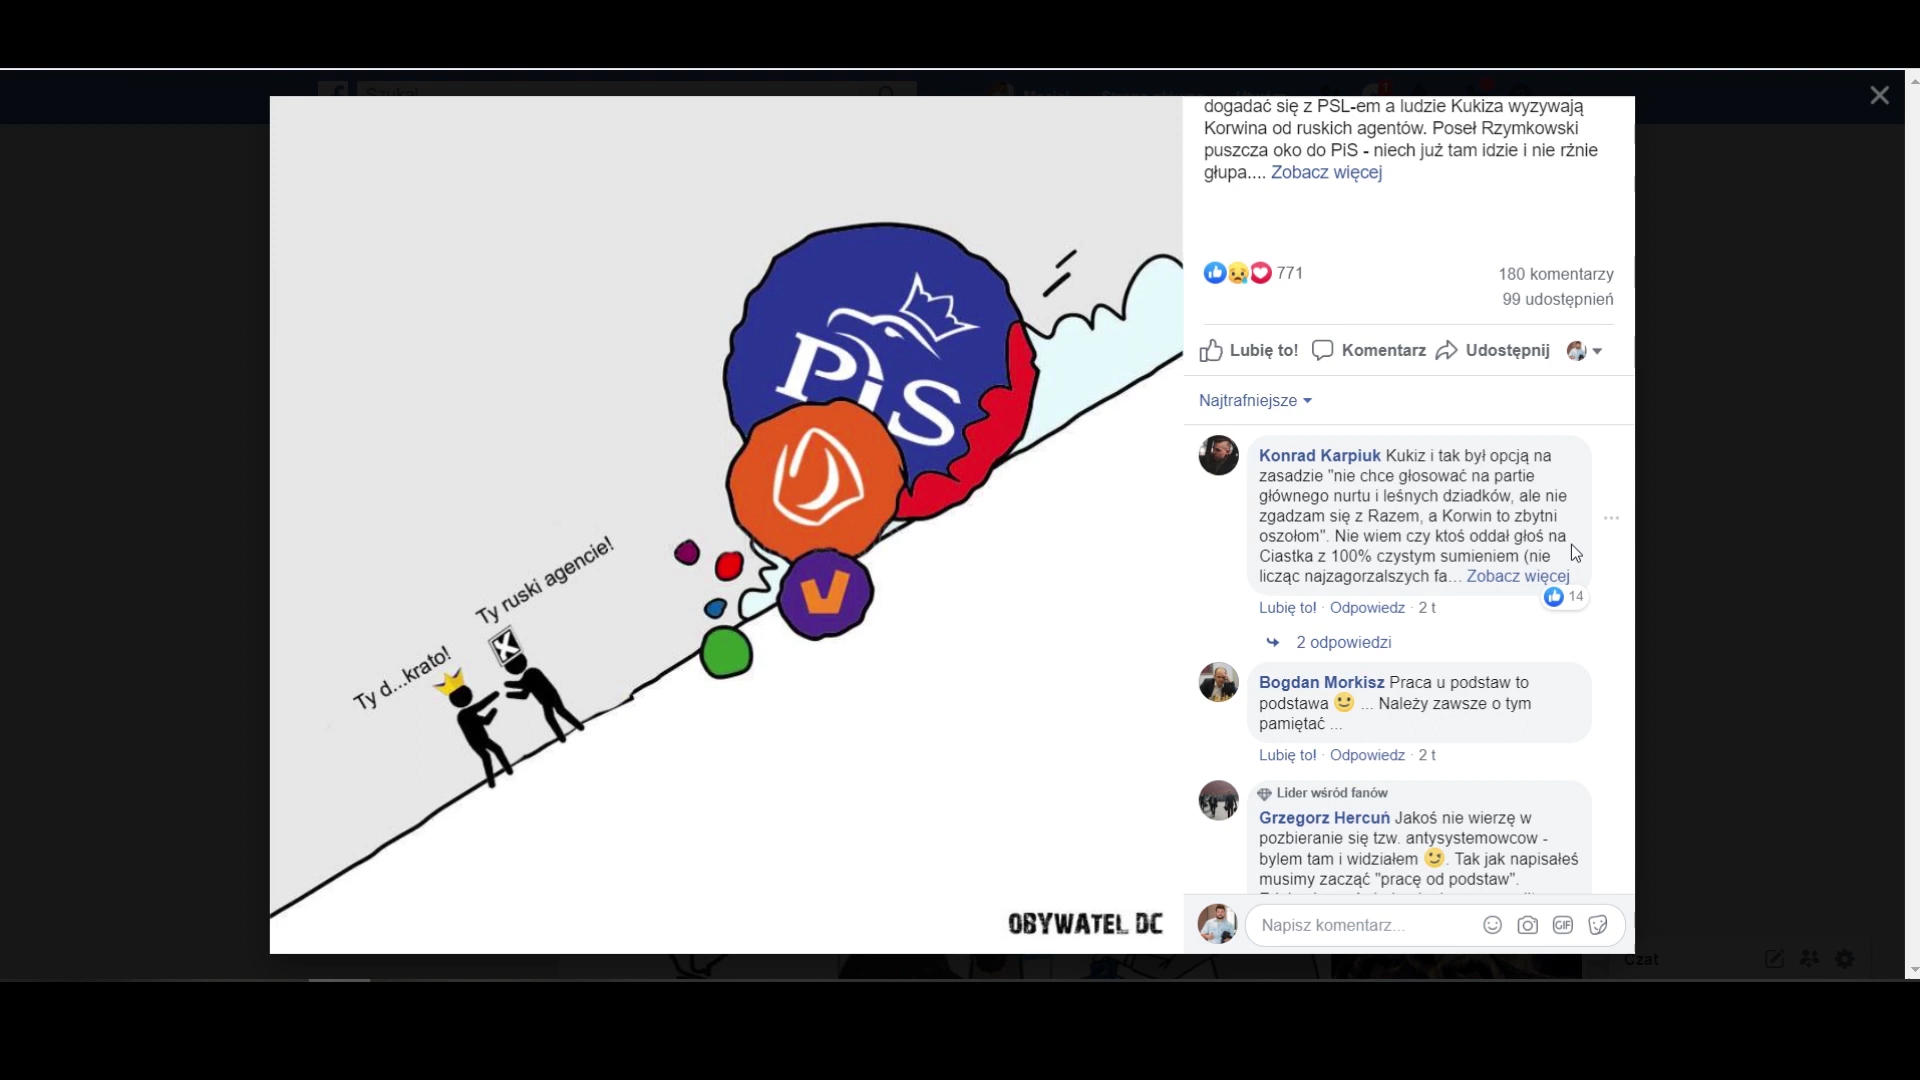 Szukaj
dogadać się z PSL-em a ludzie Kukiza wyzywają
Korwina od ruskich agentów. Poseł Rzymkowski
puszcza oko do PiS - niech już tam idzie i nie rźnie
głupa.... Zobacz więcej
771
180 komentarzy
99 udostępnień
Lubię to!
Komentarz
Udostępnij
Najtrafniejsze
Konrad Karpiuk Kukiz i tak był opcją na
zasadzie "nie chce głosować na partie
głównego nurtu i leśnych dziadków, ale nie
zgadzam się z Razem, a Korwin to zbytni
oszołom". Nie wiem czy ktoś oddał głoś na
Ciastka z 100% czystym sumieniem (nie
licząc najzagorzalszych fa... Zobacz więcej
14
Lubię to! · Odpowiedz · 2 t
2 odpowiedzi
Bogdan Morkisz Praca u podstaw to
podstawa ... Należy zawsze o tym
pamiętać ...
Lubię to! · Odpowiedz · 2 t
Lider wśród fanów
Grzegorz Hercuń Jakoś nie wierzę w
pozbieranie się tzw. antysystemowcow -
bylem tam i widziałem . Tak jak napisałeś
musimy zacząć "pracę od podstaw".
Napisz komentarz...
GIF
Czat
PiS
V
K
Ty ruski agencie!
Ty d...krato!
OBYWATEL DC